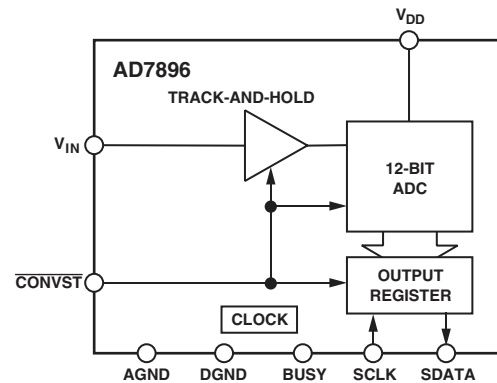 VDD
AD7896
TRACK-AND-HOLD
VIN
12-BIT
ADC
CONVST
OUTPUT
REGISTER
CLOCK
AGND DGND BUSY SCLK SDATA